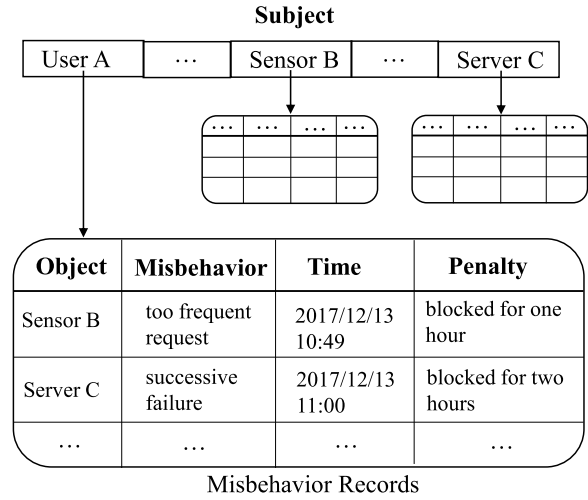 Subject
User A … Sensor B … Server C
… … … … … … … …
Object Misbehavior Time Penalty
Sensor B too frequent request 2017/12/13 10:49 blocked for one hour
Server C successive failure 2017/12/13 11:00 blocked for two hours
… … … …
Misbehavior Records